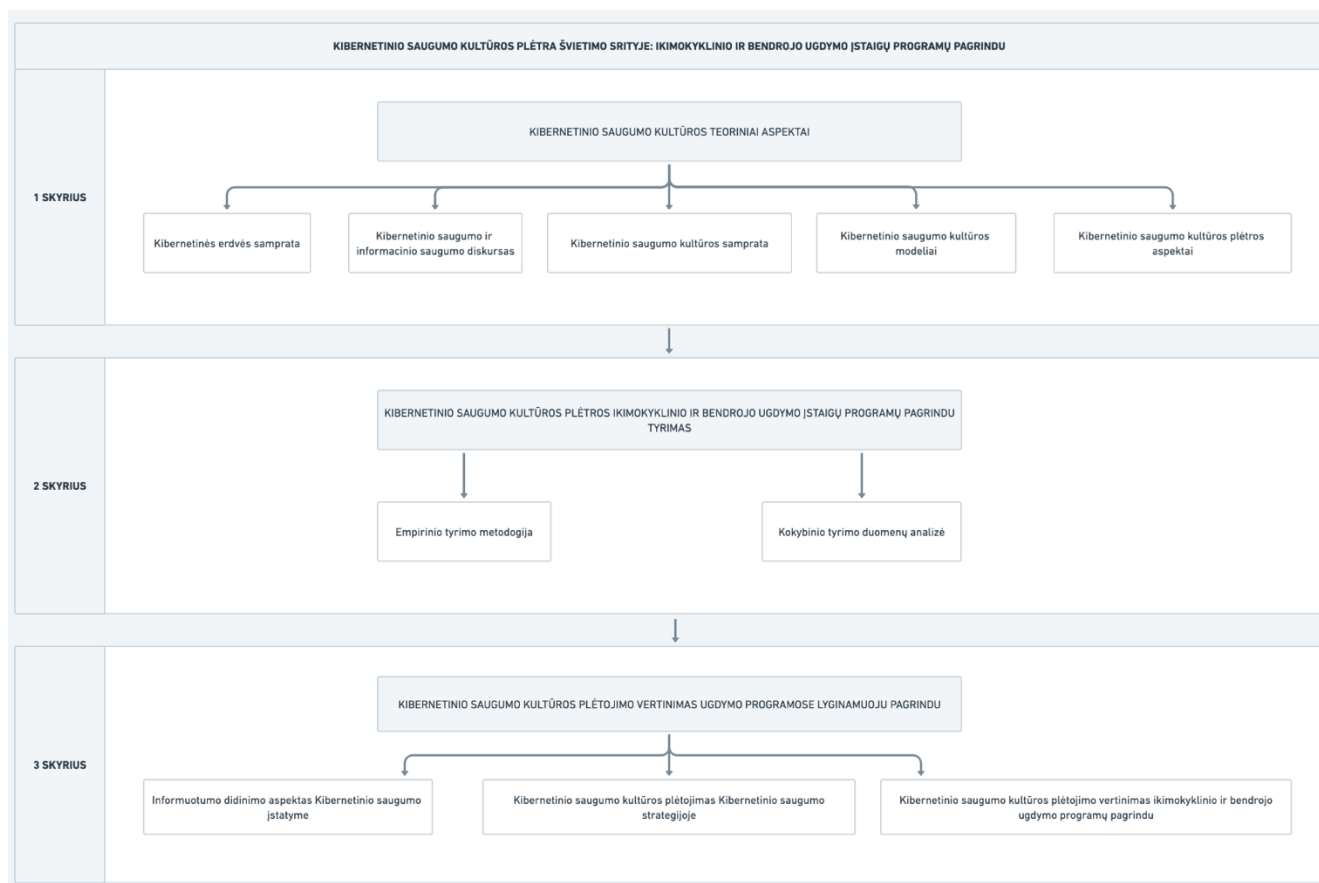 KIBERNETINIO SAUGUMO KULTŪROS PLĖTRA ŠVIETIMO SRITYJE: IKIMOKYKLINIO IR BENDROJO UGDYMO ĮSTAIGŲ PROGRAMŲ PAGRINDU
1 SKYRIUS
KIBERNETINIO SAUGUMO KULTŪROS TEORINIAI ASPEKTAI
Kibernetinės erdvės samprata
Kibernetinio saugumo ir
informacinio saugumo diskursas
Kibernetinio saugumo kultūros samprata
Kibernetinio saugumo kultūros
modeliai
Kibernetinio saugumo kultūros plėtros
aspektai
2 SKYRIUS
KIBERNETINIO SAUGUMO KULTŪROS PLĖTROS IKIMOKYKLINIO IR BENDROJO UGDYMO ĮSTAIGŲ PROGRAMŲ PAGRINDU
TYRIMAS
Empirinio tyrimo metodogija
Kokybinio tyrimo duomenų analizė
3 SKYRIUS
KIBERNETINIO SAUGUMO KULTŪROS PLĖTOJIMO VERTINIMAS UGDYMO PROGRAMOSE LYGINAMUOJU PAGRINDU
Informuotumo didinimo aspektas Kibernetinio saugumo
įstatyme
Kibernetinio saugumo kultūros plėtojimas Kibernetinio saugumo
strategijoje
Kibernetinio saugumo kultūros plėtojimo vertinimas ikimokyklinio ir bendrojo
ugdymo programų pagrindu